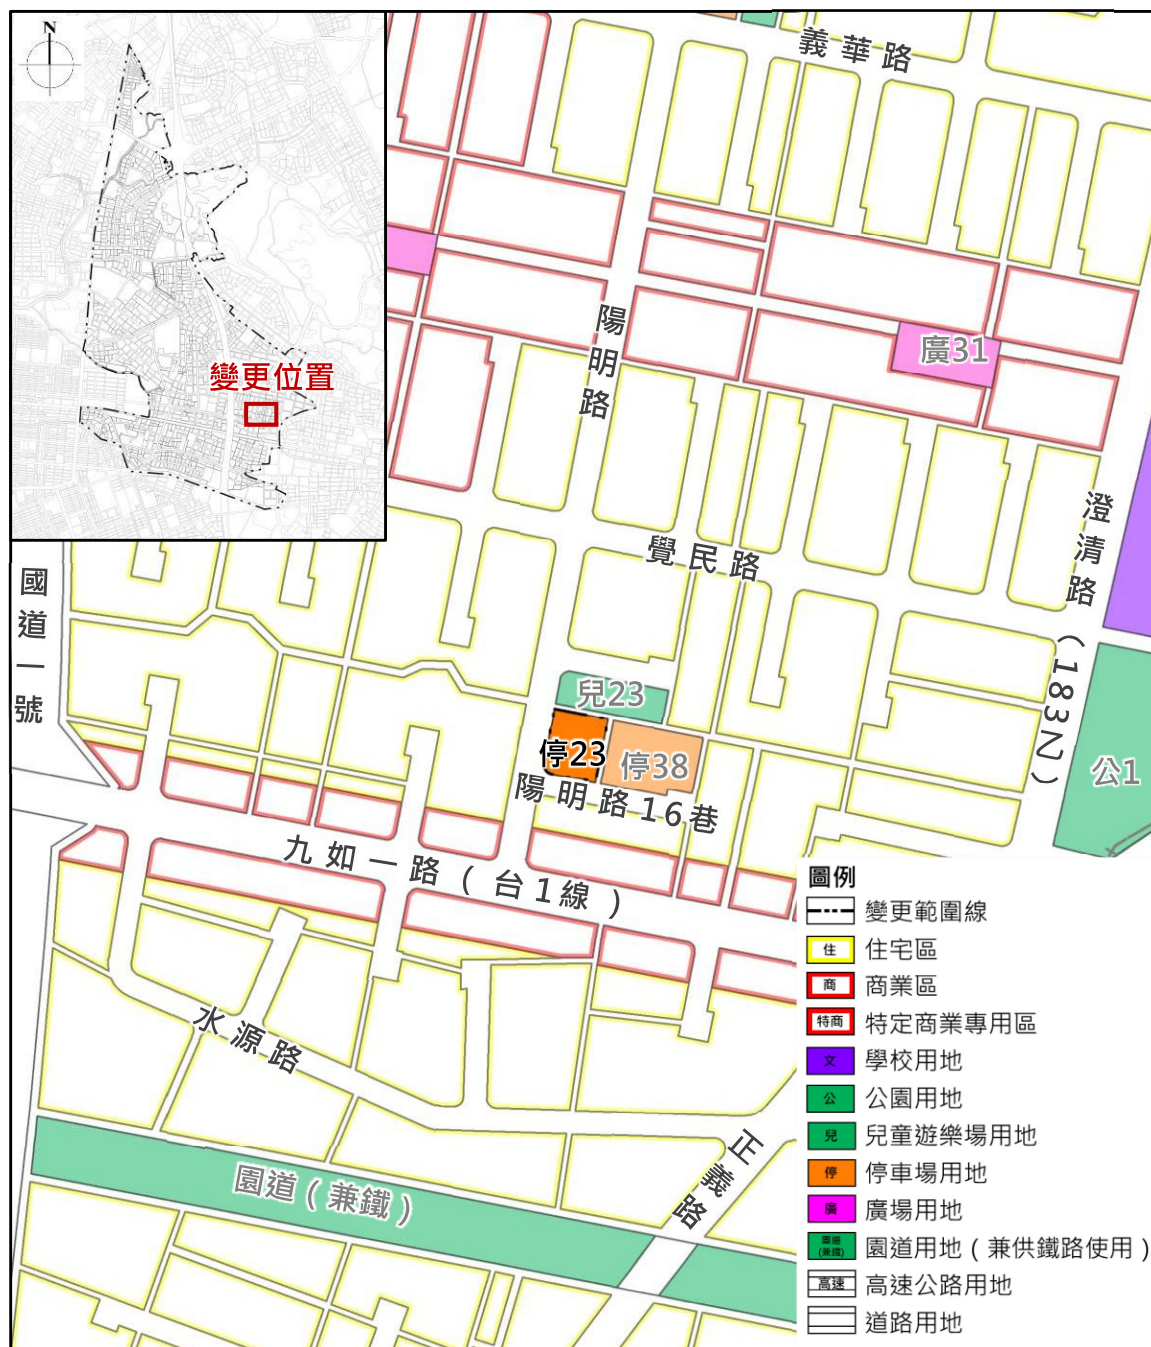 N
變更位置
義華路
陽明路
廣31
覺民路
澄清路（183乙）
國道一號
兒23
停23
停38
公1
陽明路16巷
九如一路（台1線）
水源路
正義路
園道（兼鐵）
圖例
變更範圍線
住 住宅區
商 商業區
特商 特定商業專用區
文 學校用地
公 公園用地
兒 兒童遊樂場用地
停 停車場用地
廣 廣場用地
園道（兼鐵） 園道用地（兼供鐵路使用）
高速 高速公路用地
道路用地